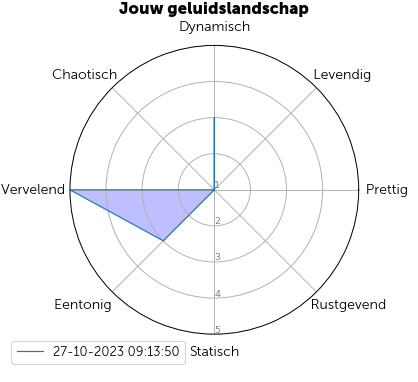 Jouw geluidslandschap
Dynamisch
Chaotisch
Levendig
Vervelend
1
Prettig
2
3
4
Eentonig
Rustgevend
5
27-10-2023 09:13:50
Statisch